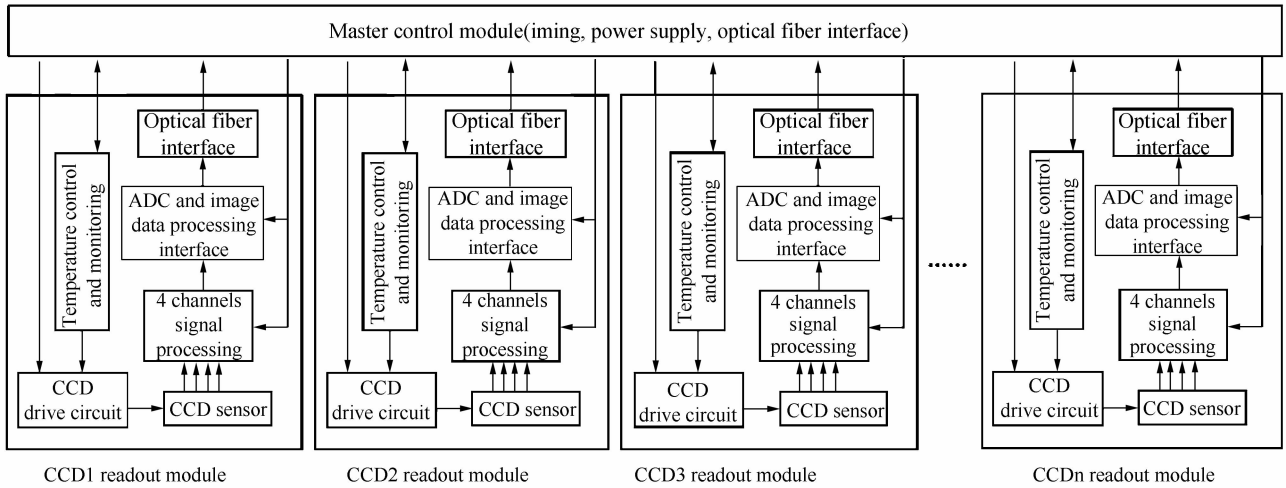 Master control module(iming, power supply, optical fiber interface)
Optical fiber
interface
Temperature control
and monitoring
ADC and image
data processing
interface
4 channels
signal
processing
CCD
drive circuit
CCD sensor
CCD1 readout module
Optical fiber
interface
Temperature control
and monitoring
ADC and image
data processing
interface
4 channels
signal
processing
CCD
drive circuit
CCD sensor
CCD2 readout module
Optical fiber
interface
Temperature control
and monitoring
ADC and image
data processing
interface
4 channels
signal
processing
CCD
drive circuit
CCD sensor
CCD3 readout module
......
Optical fiber
interface
Temperature control
and monitoring
ADC and image
data processing
interface
4 channels
signal
processing
CCD
drive circuit
CCD sensor
CCDn readout module